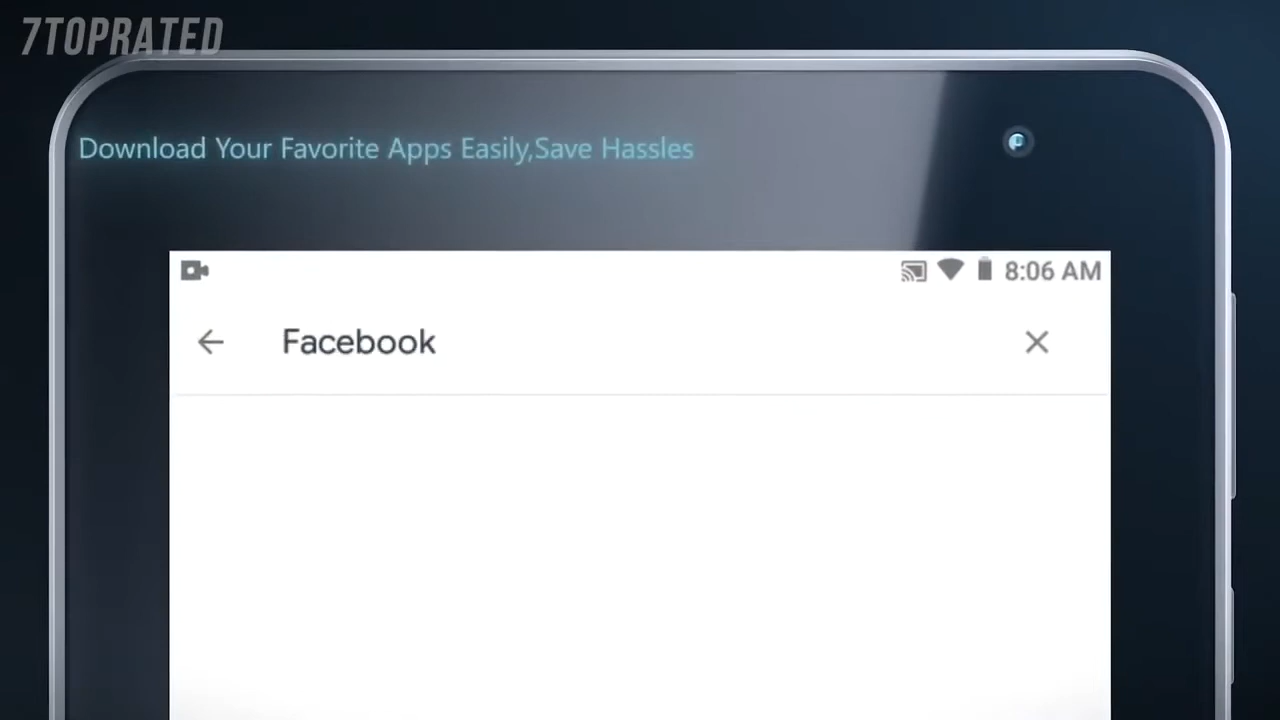 7TOPRATED
Download Your Favorite Apps Easily,Save Hassles
8:06 AM
Facebook